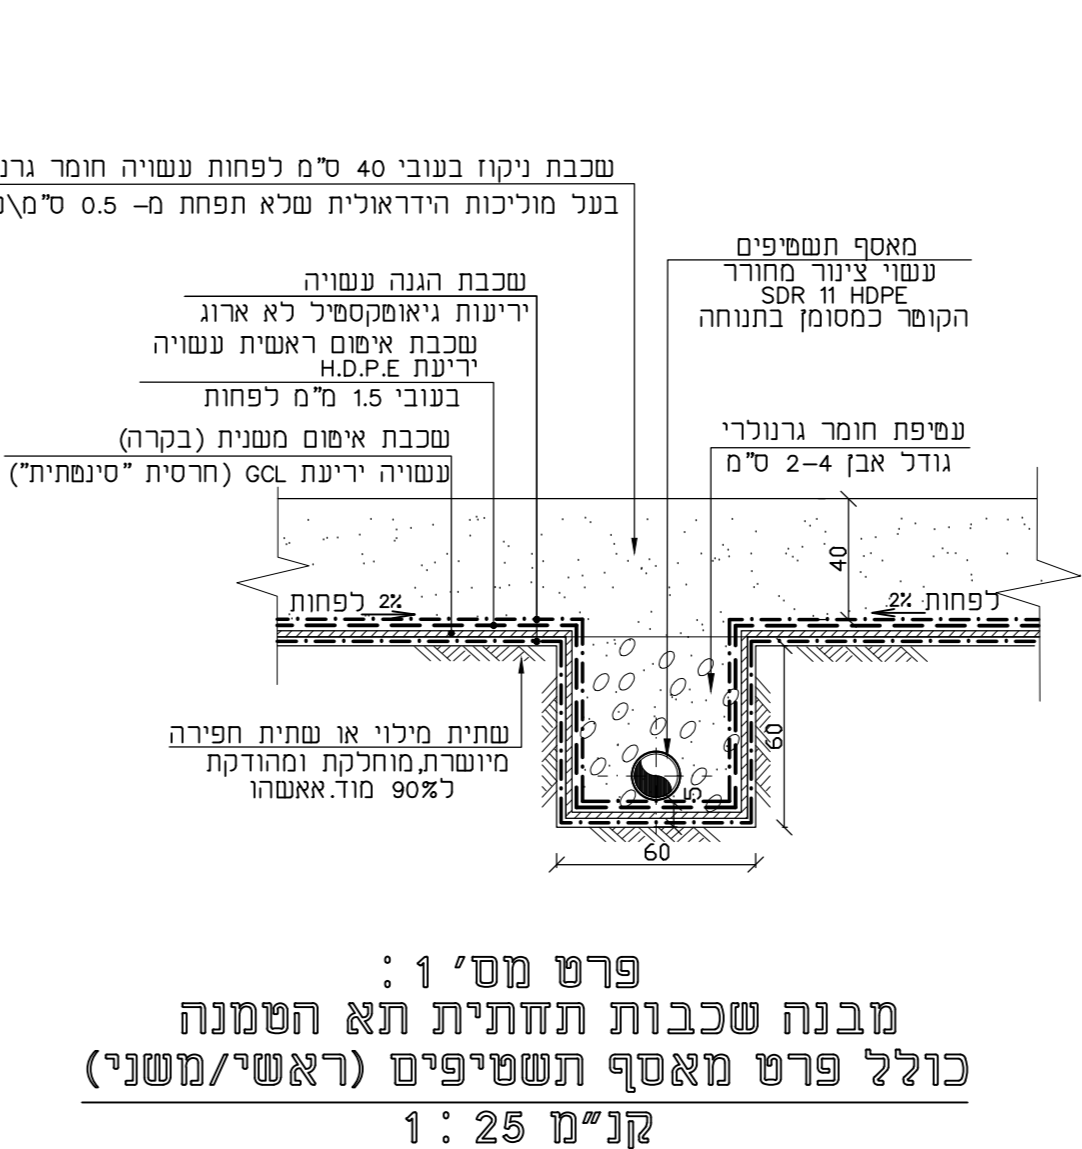 שכבת ניקוז בעובי 40 ס"מ לפחות עשויה חומר
בעל מוליכות הידראולית שלא תפחת מ- 0.5 ס"מ\
מאסף תשטיפים
עשוי צינור מחורר
SDR 11 HDPE
הקוטר כמסומן בתנוחה
שכבת הגנה עשויה
יריעות גיאוטקסטיל לא ארוג
שכבת איטום ראשית עשויה
יריעת H.D.P.E
בעובי 1.5 מ"מ לפחות
שכבת איטום משנית (בקרה)
עשויה יריעת GCL (חרסית "סינטתית")
עטיפת חומר גרנולרי
גודל אבן 2-4 ס"מ
40
2% לפחות
2% לפחות
שתית מילוי או שתית חפירה
מיושרת,מוחלקת ומהודקת
ל90% מוד.אאשהו
60
5
60
פרט מס' 1 :
מבנה שכבות תחתית תא הטמנה
כולל פרט מאסף תשטיפים (ראשי/משני)
קנ"מ 25 : 1